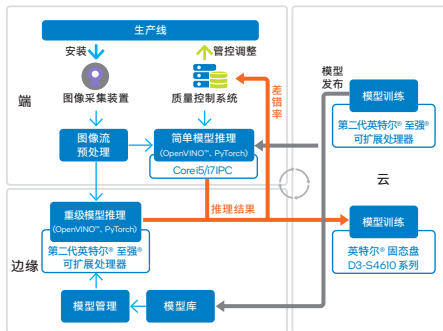 生产线
安装
管控调整
图像采集装置
质量控制系统
端
差错率
模型
发布
模型训练
第二代英特尔® 至强®
可扩展处理器
图像流
预处理
简单模型推理
(OpenVINO™、PyTorch)
Corei5/i7IPC
云
重级模型推理
(OpenVINO™、PyTorch)
第二代英特尔® 至强®
可扩展处理器
推理结果
模型训练
英特尔® 固态盘
D3-S4610 系列
边缘
模型管理
模型库